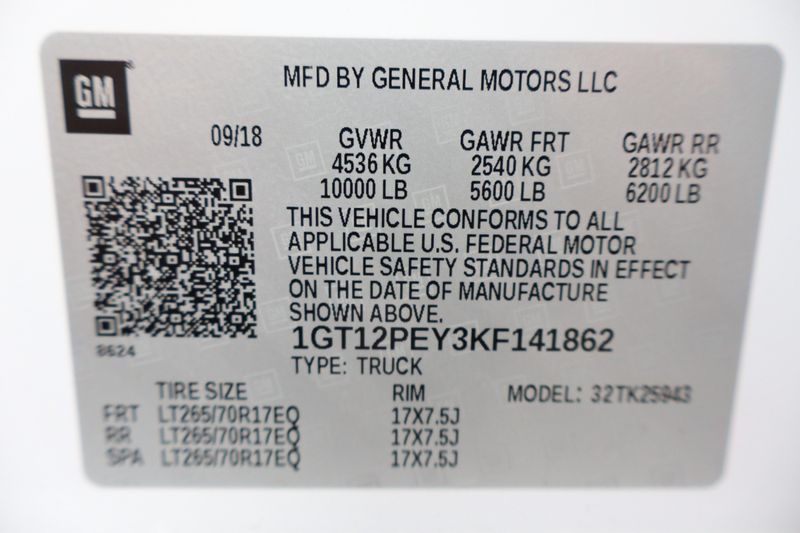 GM
MFD BY GENERAL MOTORS LLC
09/18 GVWR GAWR FRT GAWR RR
4536 KG 2540 KG 2812 KG
10000 LB 5600 LB 6200 LB
THIS VEHICLE CONFORMS TO ALL
APPLICABLE U.S. FEDERAL MOTOR
VEHICLE SAFETY STANDARDS IN EFFECT
ON THE DATE OF MANUFACTURE
SHOWN ABOVE.
1GT12PEY3KF141862
8624
TYPE: TRUCK
TIRE SIZE RIM MODEL: 32TK25943
FRT LT265/70R17EQ 17X7.5J
RR LT265/70R17EQ 17X7.5J
SPA LT265/70R17EQ 17X7.5J